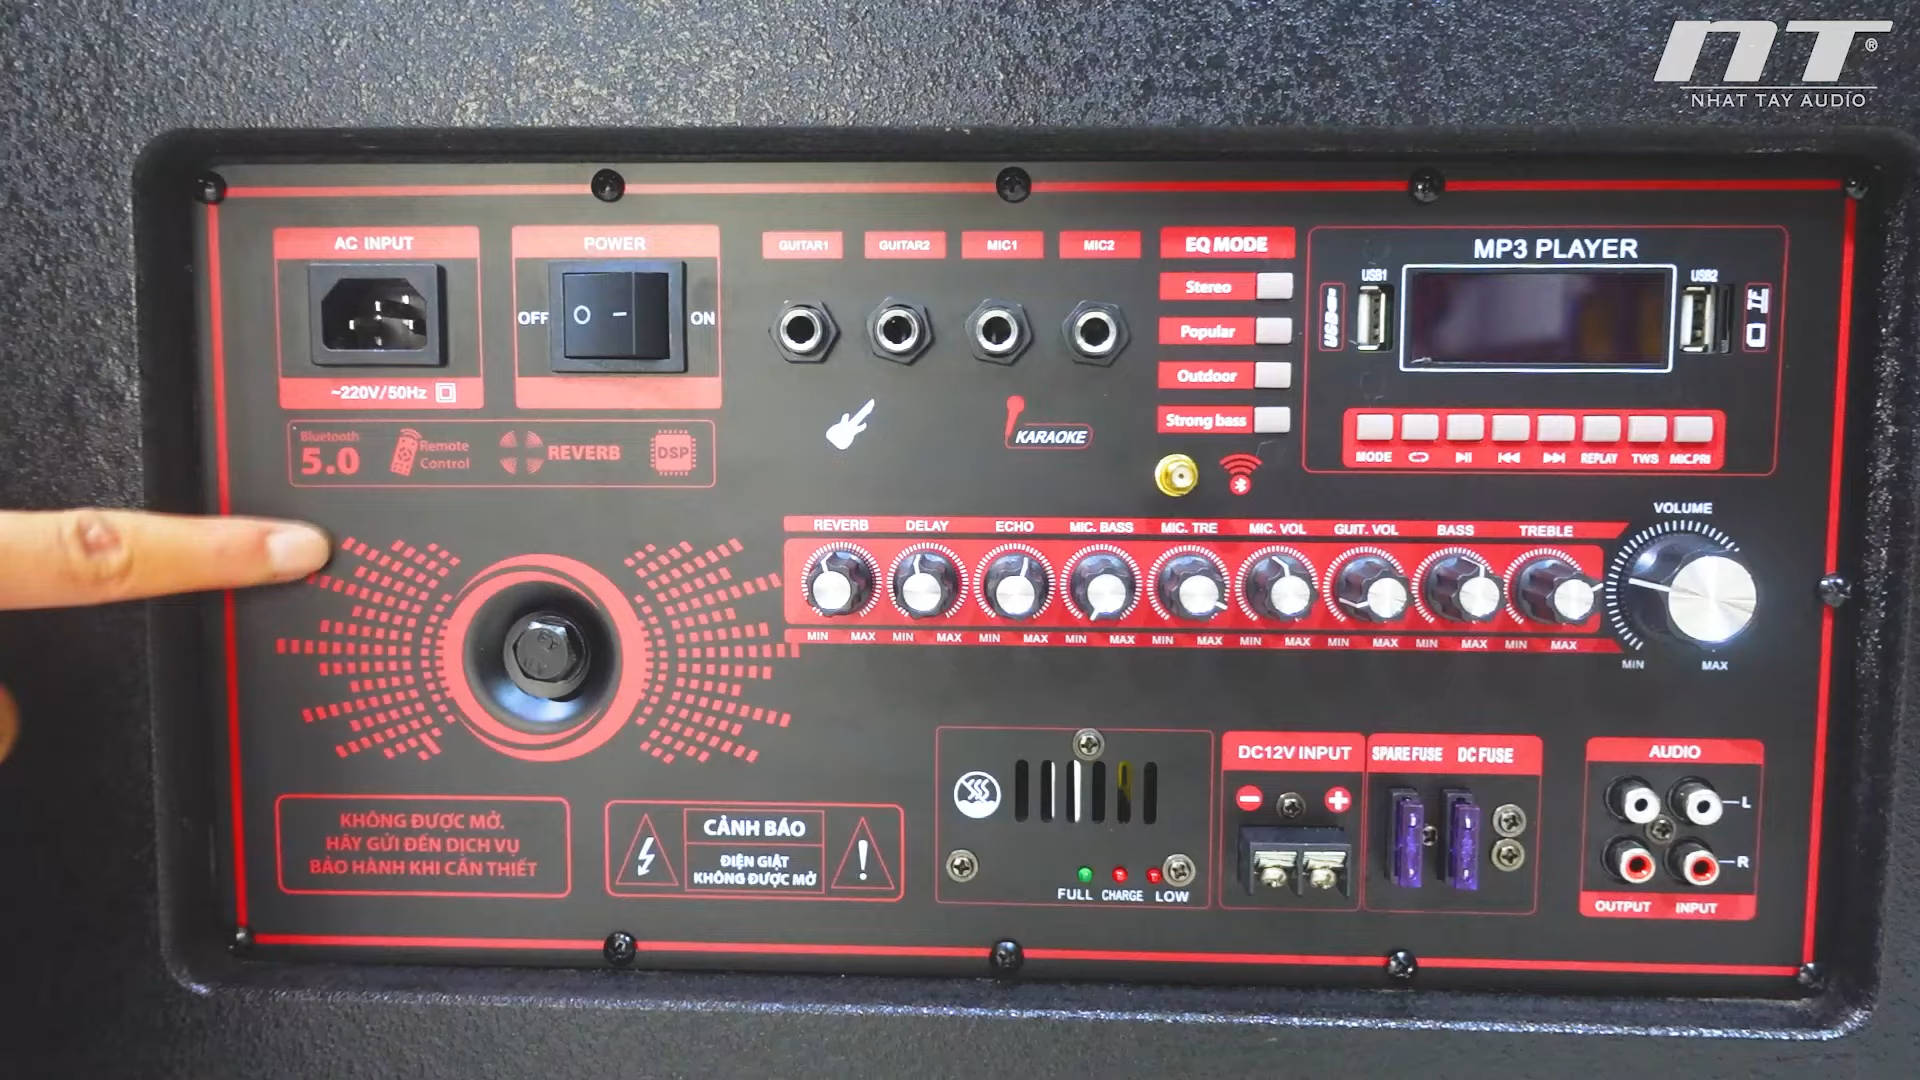 NT®
NHAT TAY AUDIO
AC INPUT
~220V/50Hz
POWER
OFF
ON
GUITAR1
GUITAR2
MIC1
MIC2
KARAOKE
EQ MODE
Stereo
Popular
Outdoor
Strong bass
MP3 PLAYER
USB1
USB2
TF
MODE
REPLAY
TWS
MIC.PRI
Bluetooth
5.0
Remote
Control
REVERB
DSP
REVERB
DELAY
ECHO
MIC. BASS
MIC. TRE
MIC. VOL
GUIT. VOL
BASS
TREBLE
VOLUME
MIN MAX MIN MAX MIN MAX MIN MAX MIN MAX MIN MAX MIN MAX MIN MAX MIN MAX
MIN MAX
KHÔNG ĐƯỢC MỞ.
HÃY GỬI ĐẾN DỊCH VỤ
BẢO HÀNH KHI CẦN THIẾT
CẢNH BÁO
ĐIỆN GIẬT
KHÔNG ĐƯỢC MỞ
FULL CHARGE LOW
DC12V INPUT
SPARE FUSE
DC FUSE
AUDIO
L
R
OUTPUT
INPUT